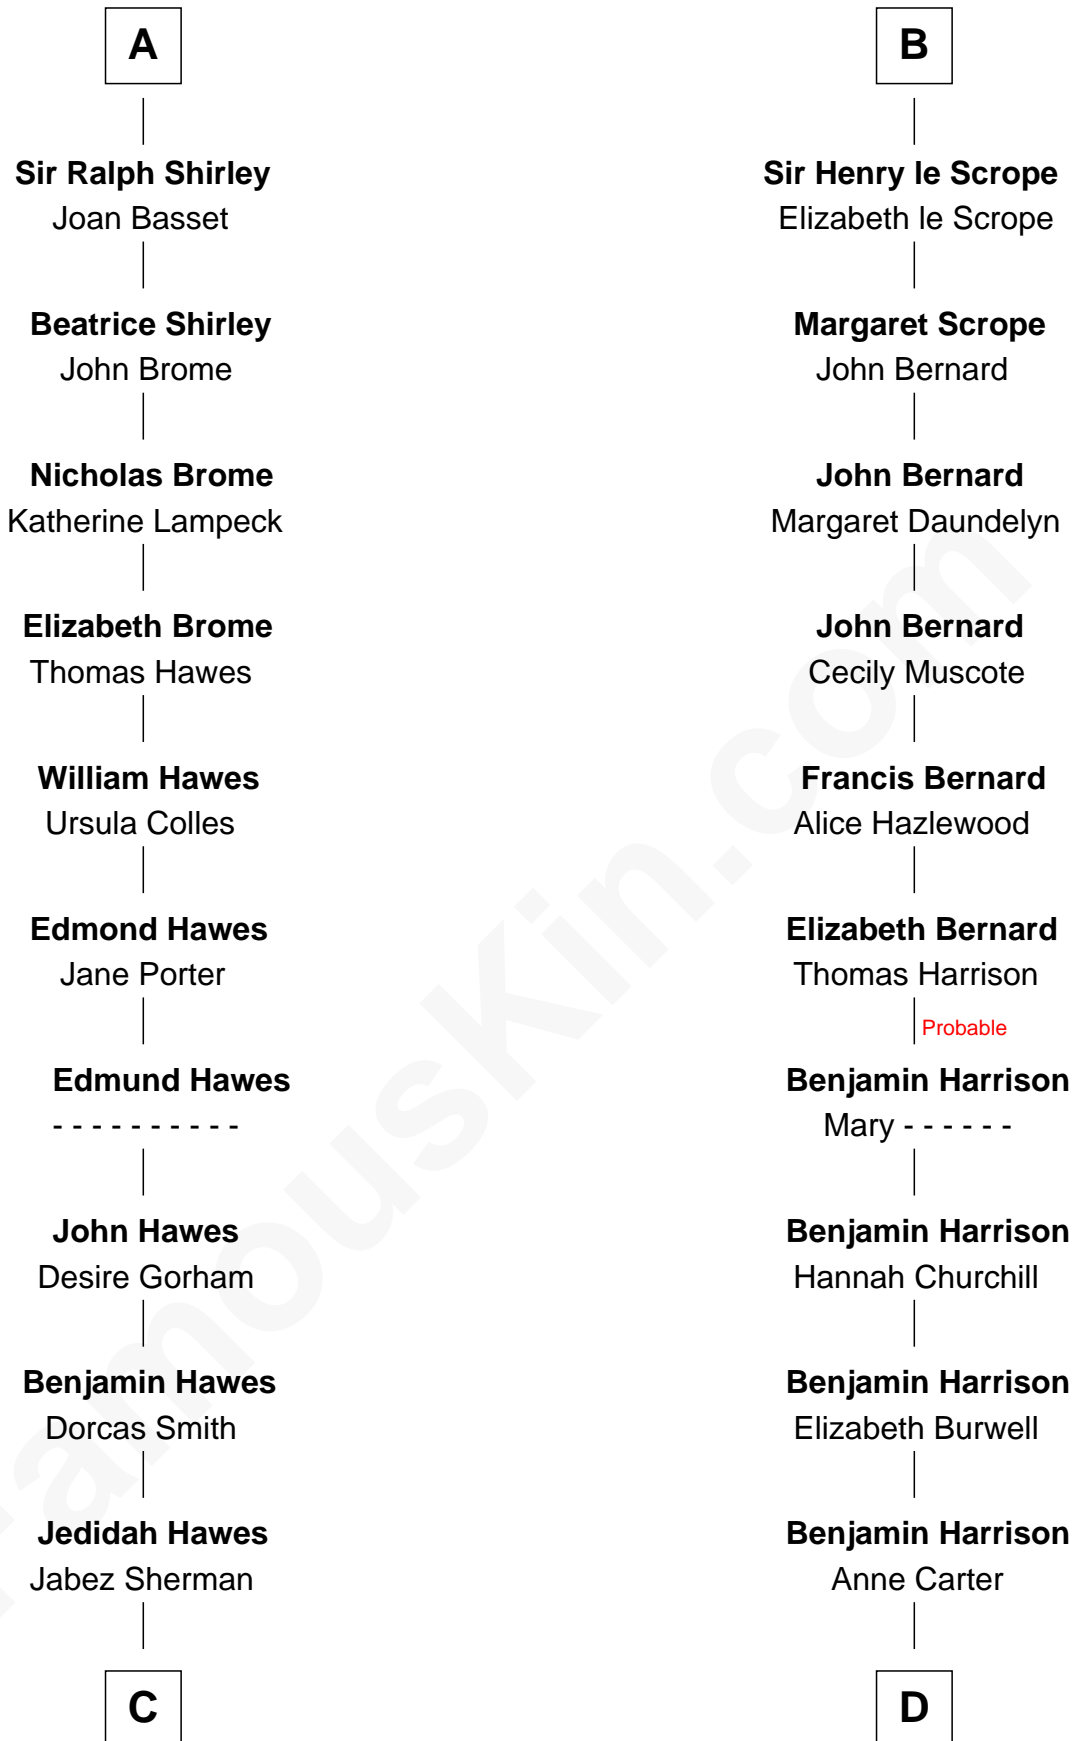 A
B
Sir Ralph Shirley
Joan Basset
Sir Henry le Scrope
Elizabeth le Scrope
Beatrice Shirley
John Brome
Margaret Scrope
John Bernard
Nicholas Brome
Katherine Lampeck
John Bernard
Margaret Daundelyn
Elizabeth Brome
Thomas Hawes
John Bernard
Cecily Muscote
William Hawes
Ursula Colles
Francis Bernard
Alice Hazlewood
Edmond Hawes
Jane Porter
Elizabeth Bernard
Thomas Harrison
Probable
Edmund Hawes
- - - - - - - - - -
Benjamin Harrison
Mary - - - - - -
John Hawes
Desire Gorham
Benjamin Harrison
Hannah Churchill
Benjamin Hawes
Dorcas Smith
Benjamin Harrison
Elizabeth Burwell
Jedidah Hawes
Jabez Sherman
Benjamin Harrison
Anne Carter
C
D
FamousKin.com